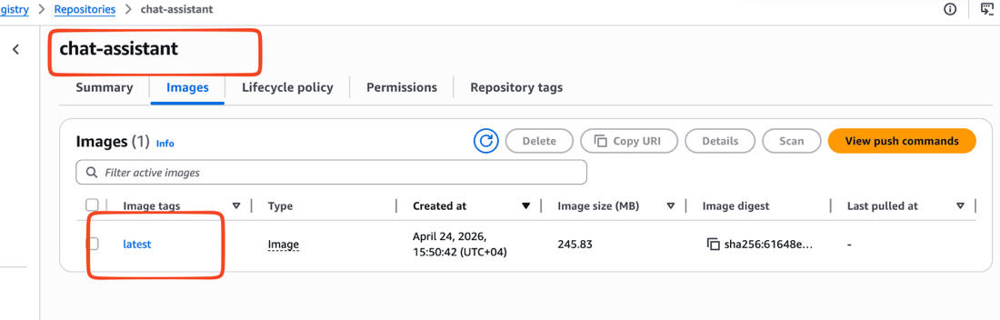 gistry > Repositories > chat-assistant
chat-assistant
Summary Images Lifecycle policy Permissions Repository tags
Images (1) Info
Delete Copy URI Details Scan View push commands
Filter active images
Image tags Type Created at Image size (MB) Image digest Last pulled at
latest Image April 24, 2026, 245.83 sha256:61648e... -
15:50:42 (UTC+04)